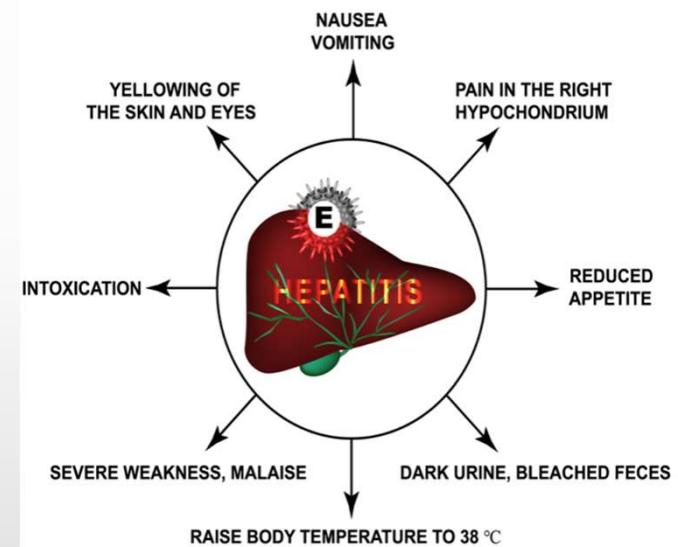 NAUSEA
VOMITING
YELLOWING OF
THE SKIN AND EYES
PAIN IN THE RIGHT
HYPOCHONDRIUM
E
HEPATITIS
INTOXICATION
REDUCED
APPETITE
SEVERE WEAKNESS, MALAISE
DARK URINE, BLEACHED FECES
RAISE BODY TEMPERATURE TO 38 °C